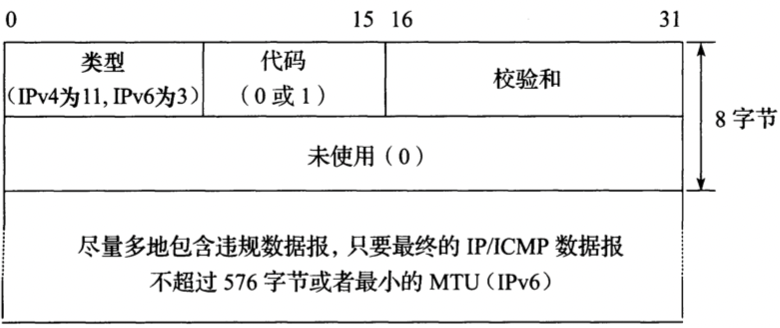 0 15 16 31
类型 代码 校验和
(IPv4为11, IPv6为3) (0 或 1)
8 字节
未使用(0)
尽量多地包含违规数据报, 只要最终的 IP/ICMP 数据报
不超过 576 字节或者最小的 MTU(IPv6)